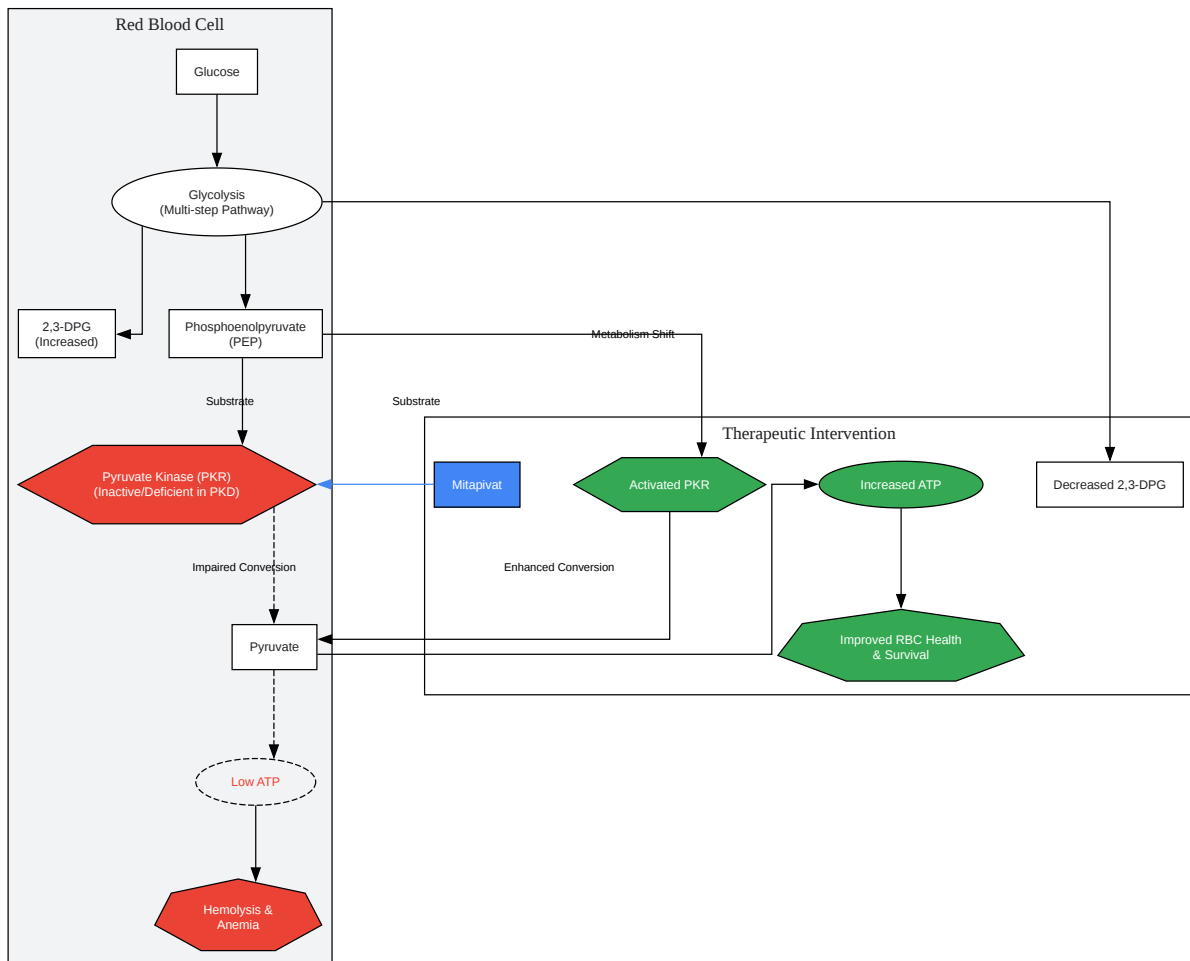 Red Blood Cell
Glucose
Glycolysis
(Multi-step Pathway)
2,3-DPG
(Increased)
Phosphoenolpyruvate
(PEP)
Metabolism Shift
Substrate
Substrate
Therapeutic Intervention
Pyruvate Kinase (PKR)
(Inactive/Deficient in PKD)
Mitapivat
Activated PKR
Increased ATP
Decreased 2,3-DPG
Impaired Conversion
Enhanced Conversion
Pyruvate
Improved RBC Health
& Survival
Low ATP
Hemolysis &
Anemia